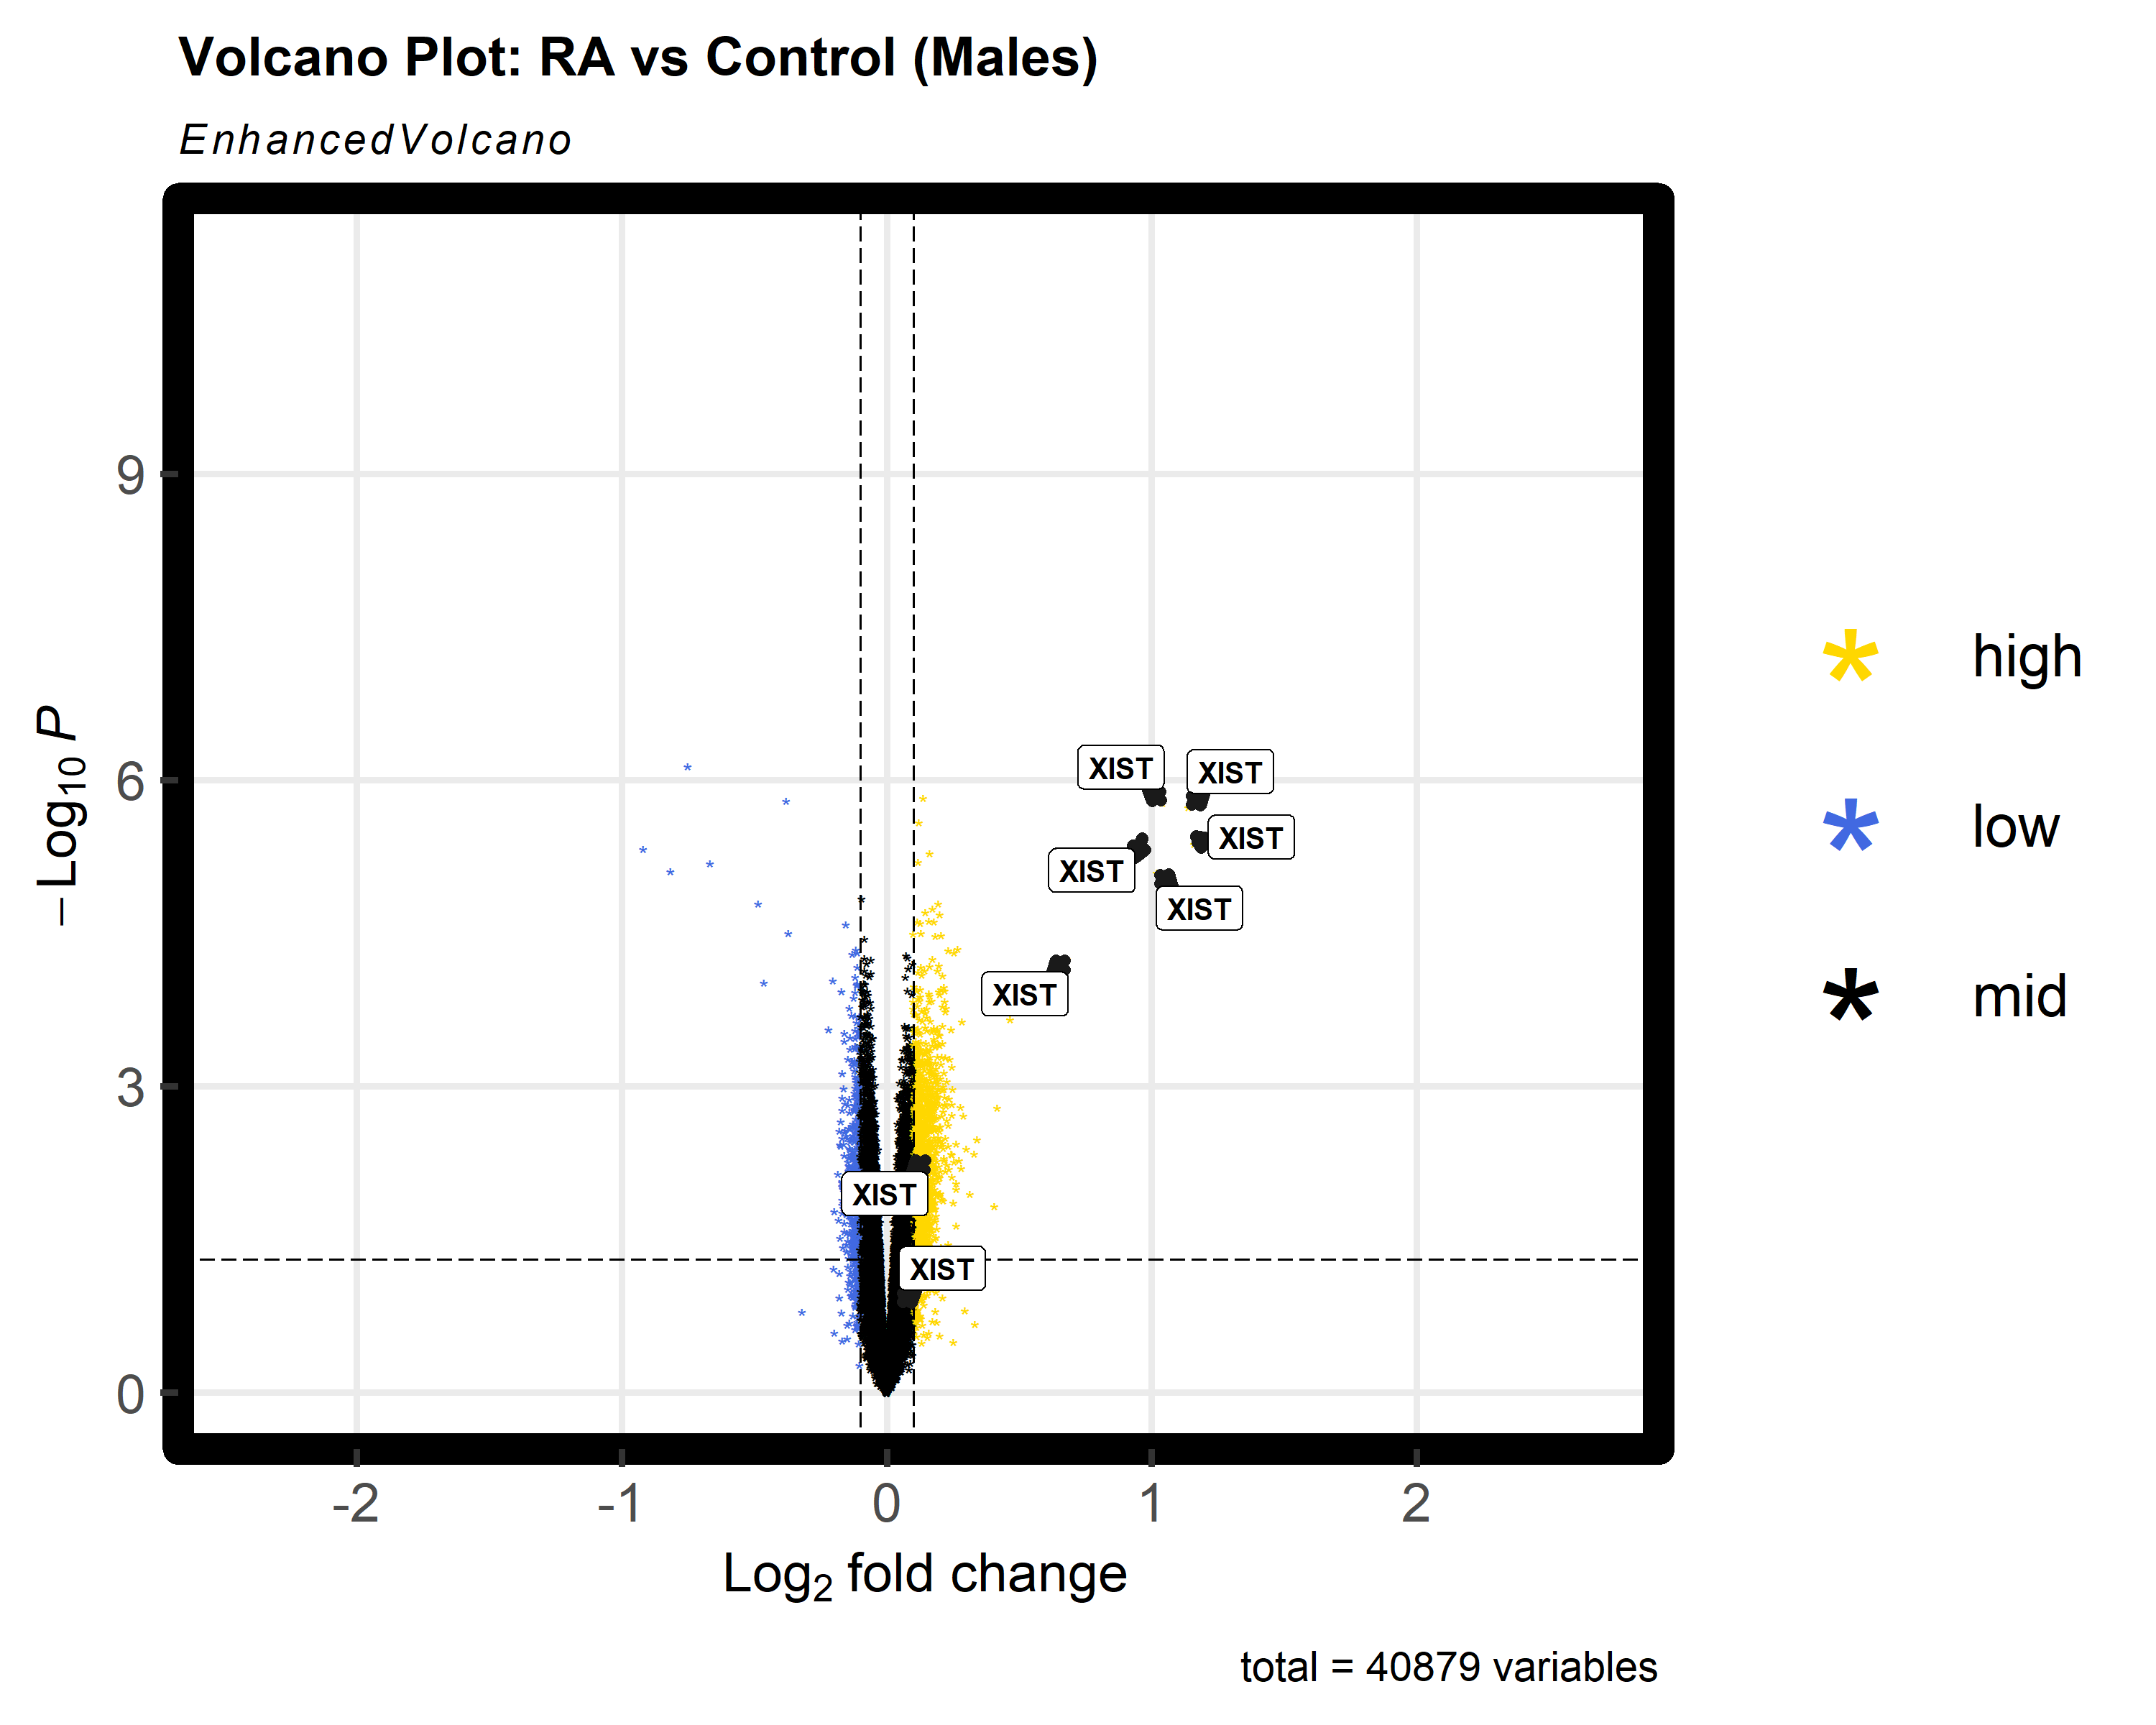 Volcano Plot: RA vs Control (Males)
EnhancedVolcano
−Log10 P
9
6
3
0
XIST
XIST
XIST
XIST
XIST
XIST
XIST
XIST
-2
-1
0
1
2
Log2 fold change
high
low
mid
total = 40879 variables